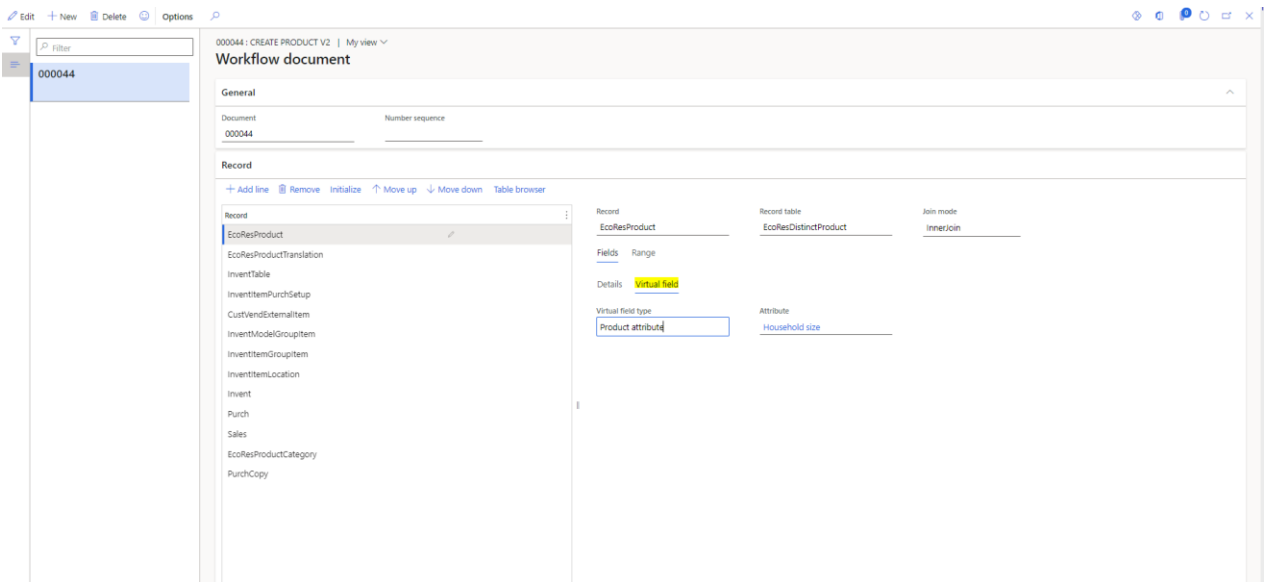 Edit New Delete Options
0
Filter
000044
000044 : CREATE PRODUCT V2 | My view
Workflow document
General
Document
Number sequence
000044
Record
Add line Remove Initialize Move up Move down Table browser
Record
EcoResProduct
EcoResProductTranslation
InventTable
InventItemPurchSetup
CustVendExternalItem
InventModelGroupItem
InventItemGroupItem
InventItemLocation
Invent
Purch
Sales
EcoResProductCategory
PurchCopy
Record
Record table
Join mode
EcoResProduct
EcoResDistinctProduct
InnerJoin
Fields Range
Details Virtual field
Virtual field type
Attribute
Product attribute
Household size